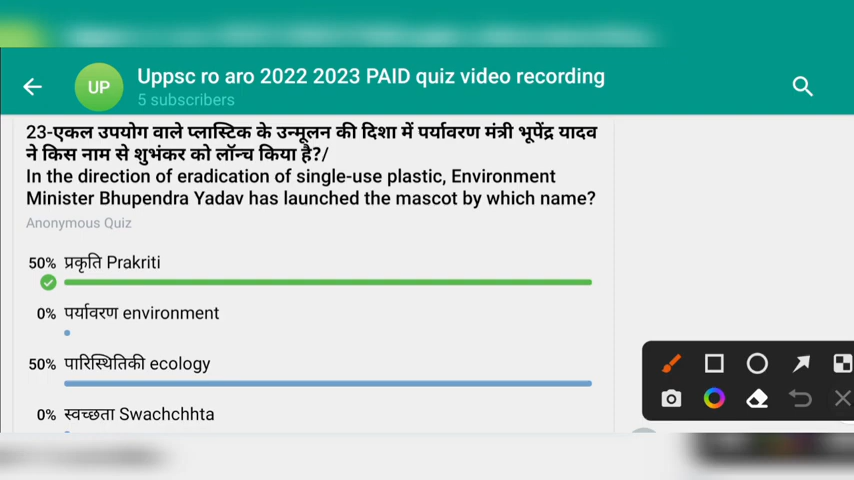 UP
Uppsc ro aro 2022 2023 PAID quiz video recording
5 subscribers
23-एकल उपयोग वाले प्लास्टिक के उन्मूलन की दिशा में पर्यावरण मंत्री भूपेंद्र यादव
ने किस नाम से शुभंकर को लॉन्च किया है?/
In the direction of eradication of single-use plastic, Environment
Minister Bhupendra Yadav has launched the mascot by which name?
Anonymous Quiz
50% प्रकृति Prakriti
0% पर्यावरण environment
50% पारिस्थितिकी ecology
0% स्वच्छता Swachchhta